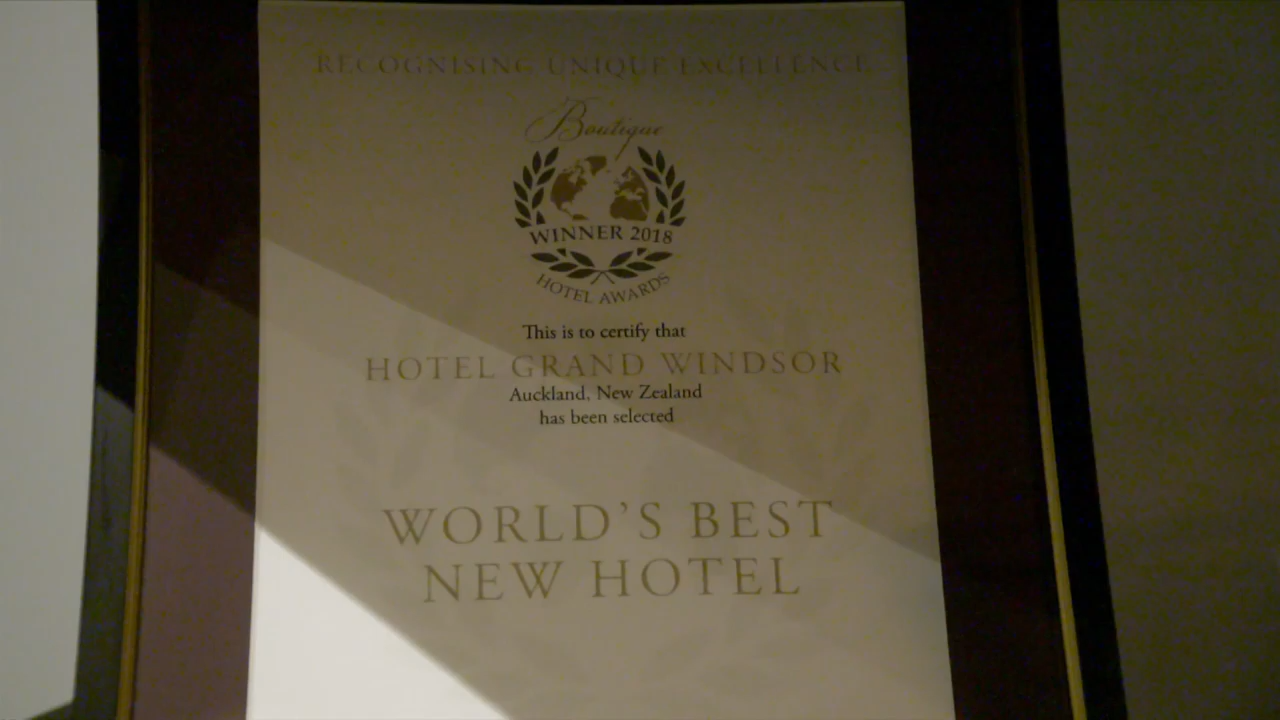 RECOGNISING UNIQUE EXCELLENCE
Boutique
WINNER 2018
HOTEL AWARDS
This is to certify that
HOTEL GRAND WINDSOR
Auckland, New Zealand
has been selected
WORLD'S BEST
NEW HOTEL